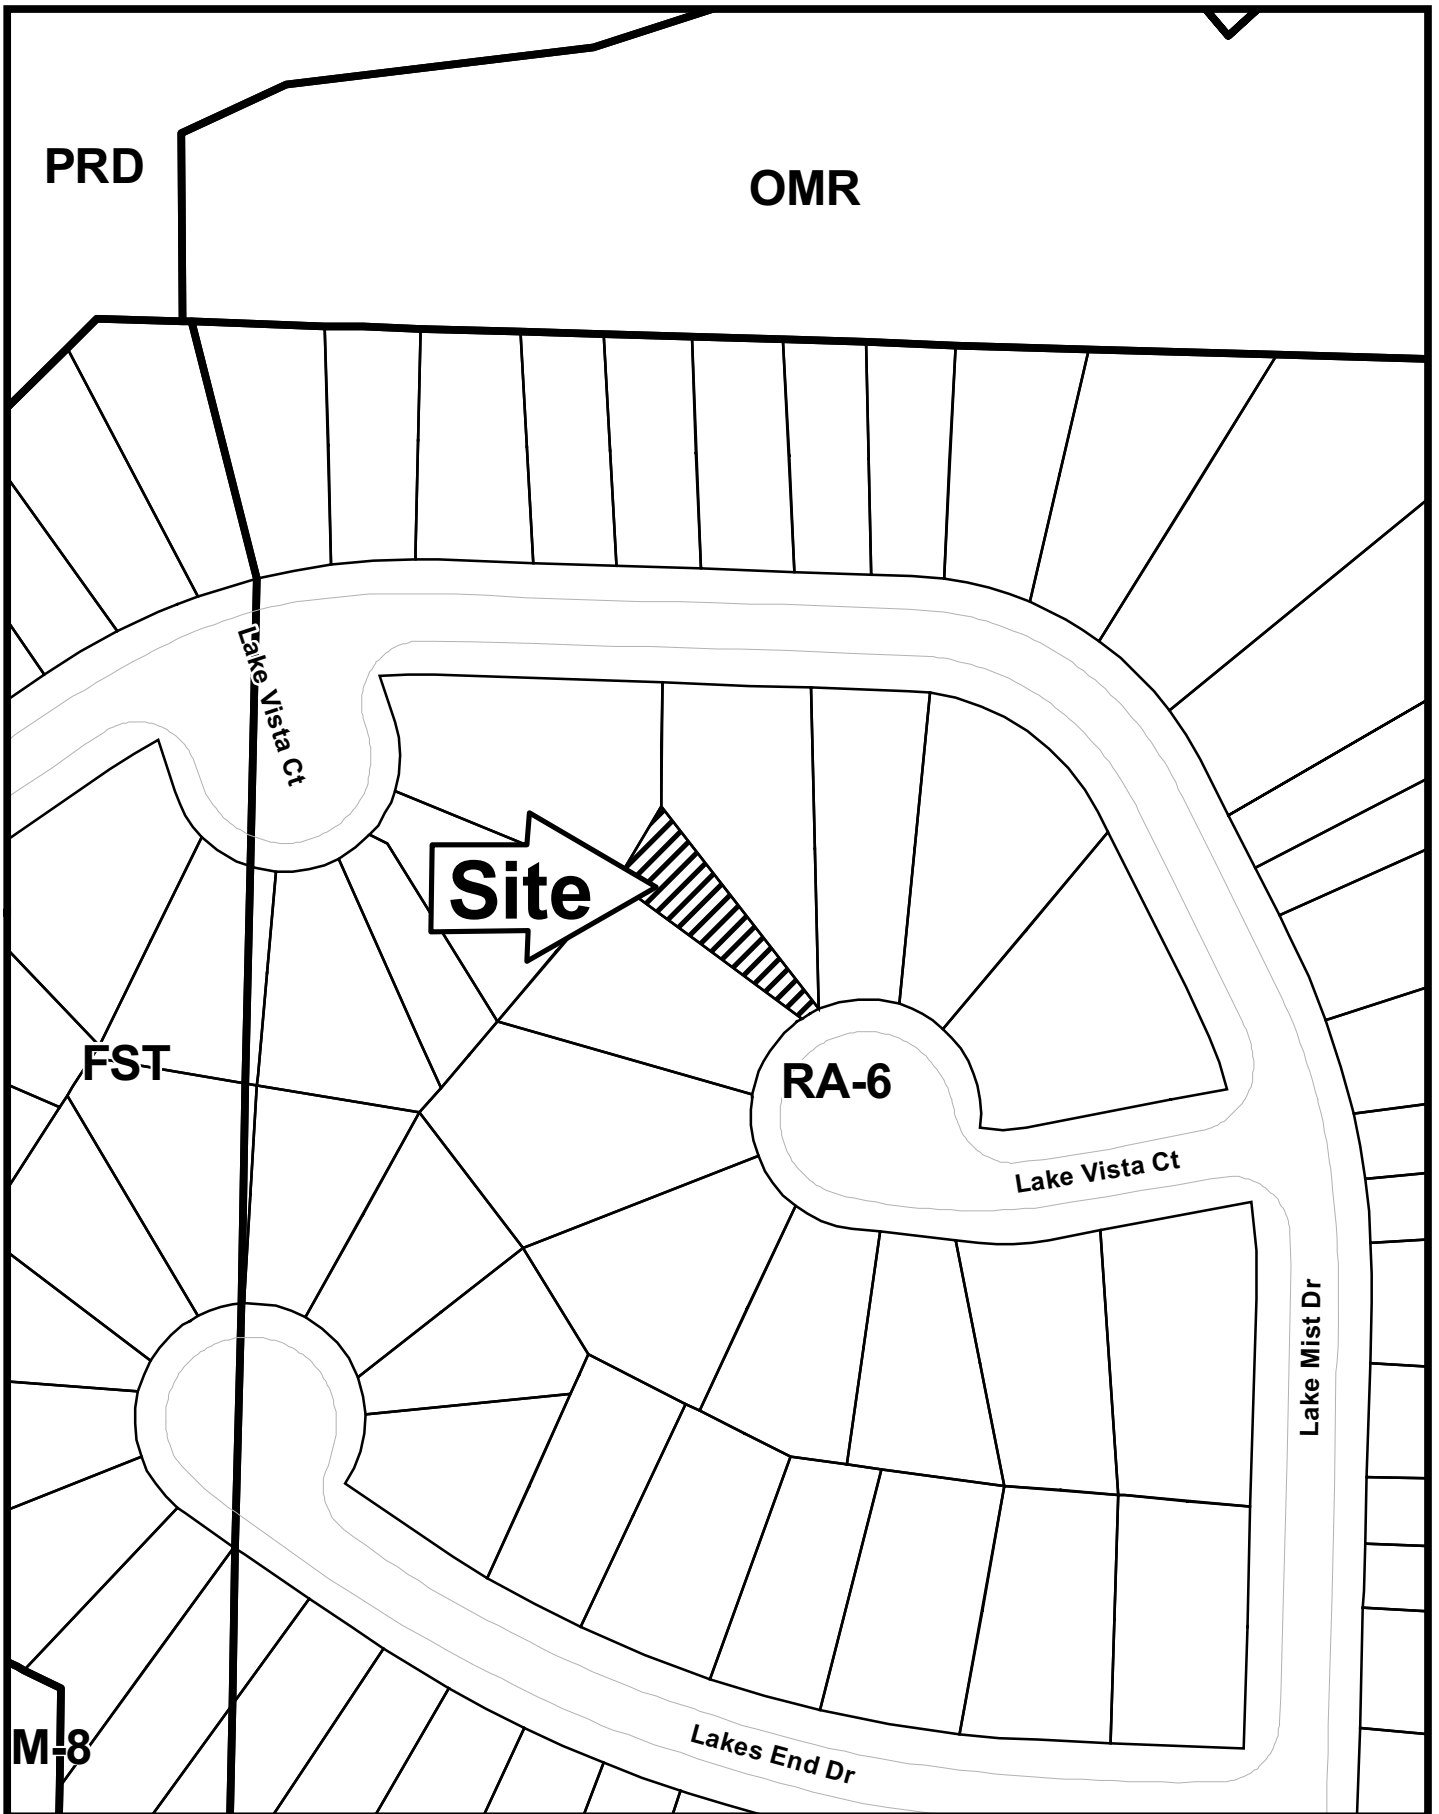 PRD
OMR
Lake Vista Ct
Site
FST
RA-6
Lake Vista Ct
Lake Mist Dr
M-8
Lakes End Dr